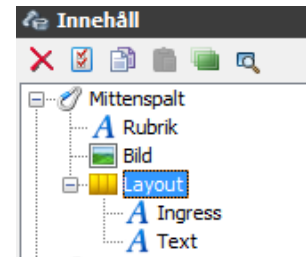 Innehåll
Mittenspalt
Rubrik
Bild
Layout
Ingress
Text